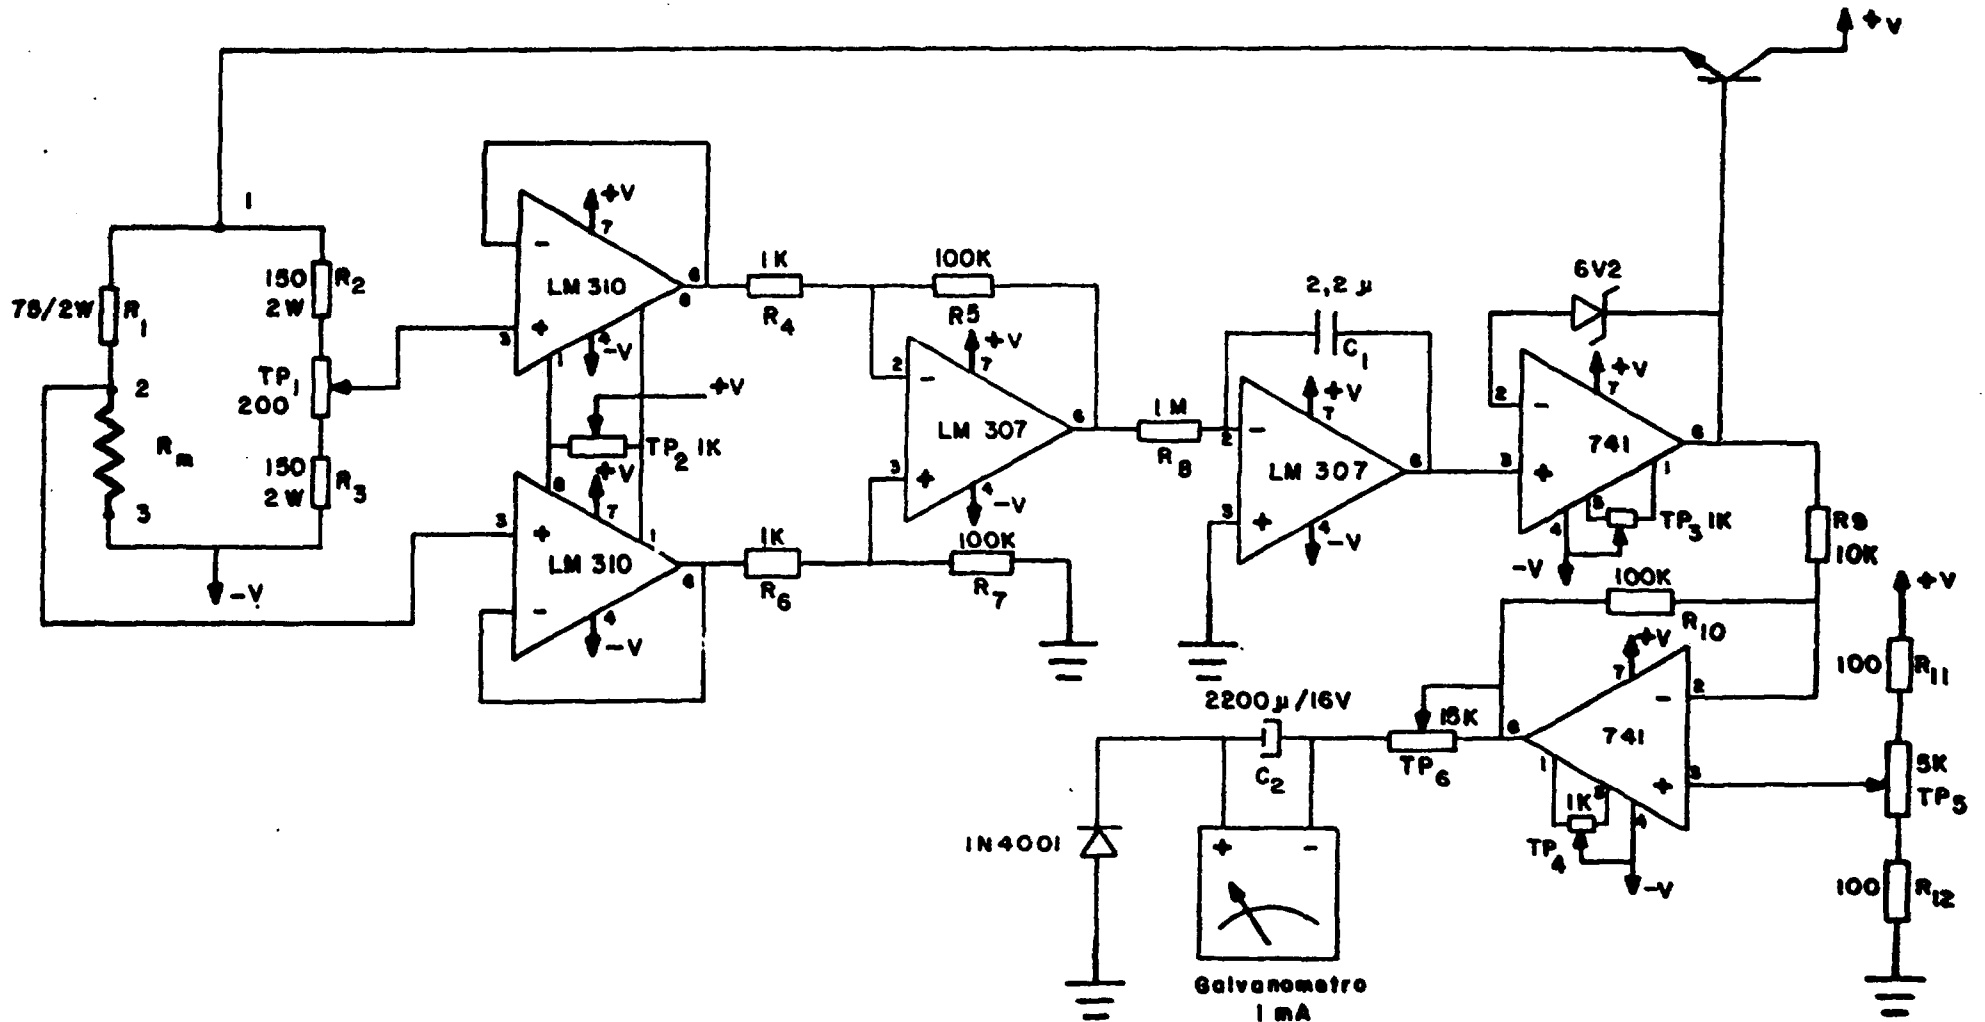 +V
1
75/2W
R1
150
2W
R2
TP1
200
2
Rm
3
150
2W
R3
-V
+V
7
-
LM 310
6
8
+
3
4
1
-V
+V
TP2 1K
+V
8
7
3
+
1
LM 310
6
-
4
-V
1K
R4
100K
R5
+V
7
2
-
LM 307
6
3
+
4
-V
1K
R6
100K
R7
2,2 µ
C1
1M
R8
+V
7
2
-
LM 307
6
3
+
4
-V
6V2
+V
7
2
-
741
6
3
+
1
5
4
TP3 1K
-V
R9
10K
100K
R10
+V
7
2
-
741
6
3
+
1
5
4
1K
TP4
-V
+V
100
R11
5K
TP5
100
R12
2200µ/16V
C2
15K
TP6
1N4001
+
-
Galvanometro
1 mA